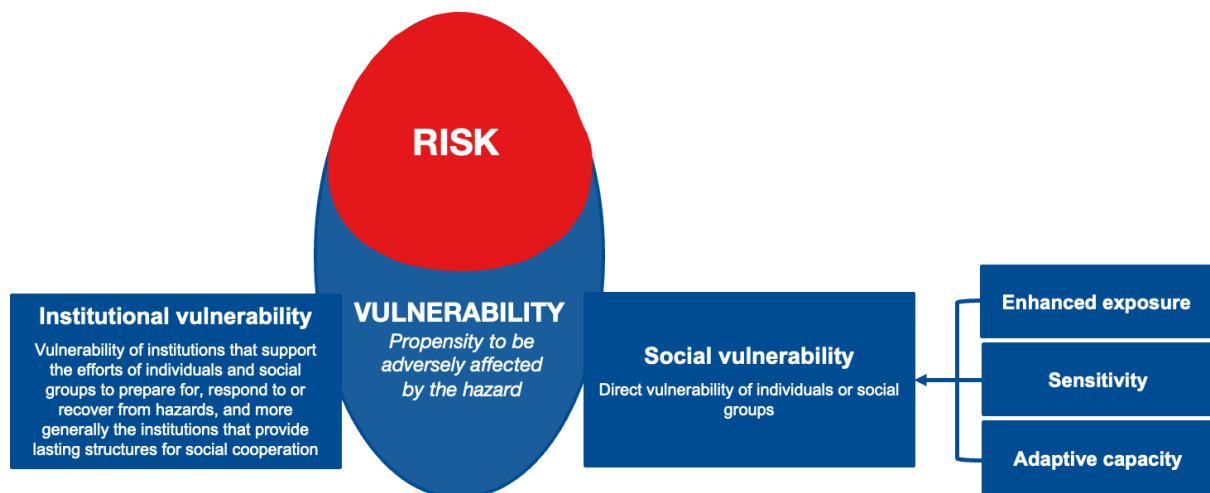 RISK
VULNERABILITY
Propensity to be
adversely affected
by the hazard
Institutional vulnerability
Vulnerability of institutions that support
the efforts of individuals and social
groups to prepare for, respond to or
recover from hazards, and more
generally the institutions that provide
lasting structures for social cooperation
Social vulnerability
Direct vulnerability of individuals or social
groups
Enhanced exposure
Sensitivity
Adaptive capacity